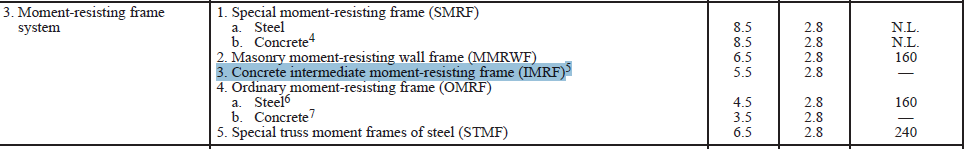 3. Moment-resisting frame system
1. Special moment-resisting frame (SMRF)
a. Steel 8.5 2.8 N.L.
b. Concrete4 8.5 2.8 N.L.
2. Masonry moment-resisting wall frame (MMRWF) 6.5 2.8 160
3. Concrete intermediate moment-resisting frame (IMRF)5 5.5 2.8 —
4. Ordinary moment-resisting frame (OMRF)
a. Steel6 4.5 2.8 160
b. Concrete7 3.5 2.8 —
5. Special truss moment frames of steel (STMF) 6.5 2.8 240